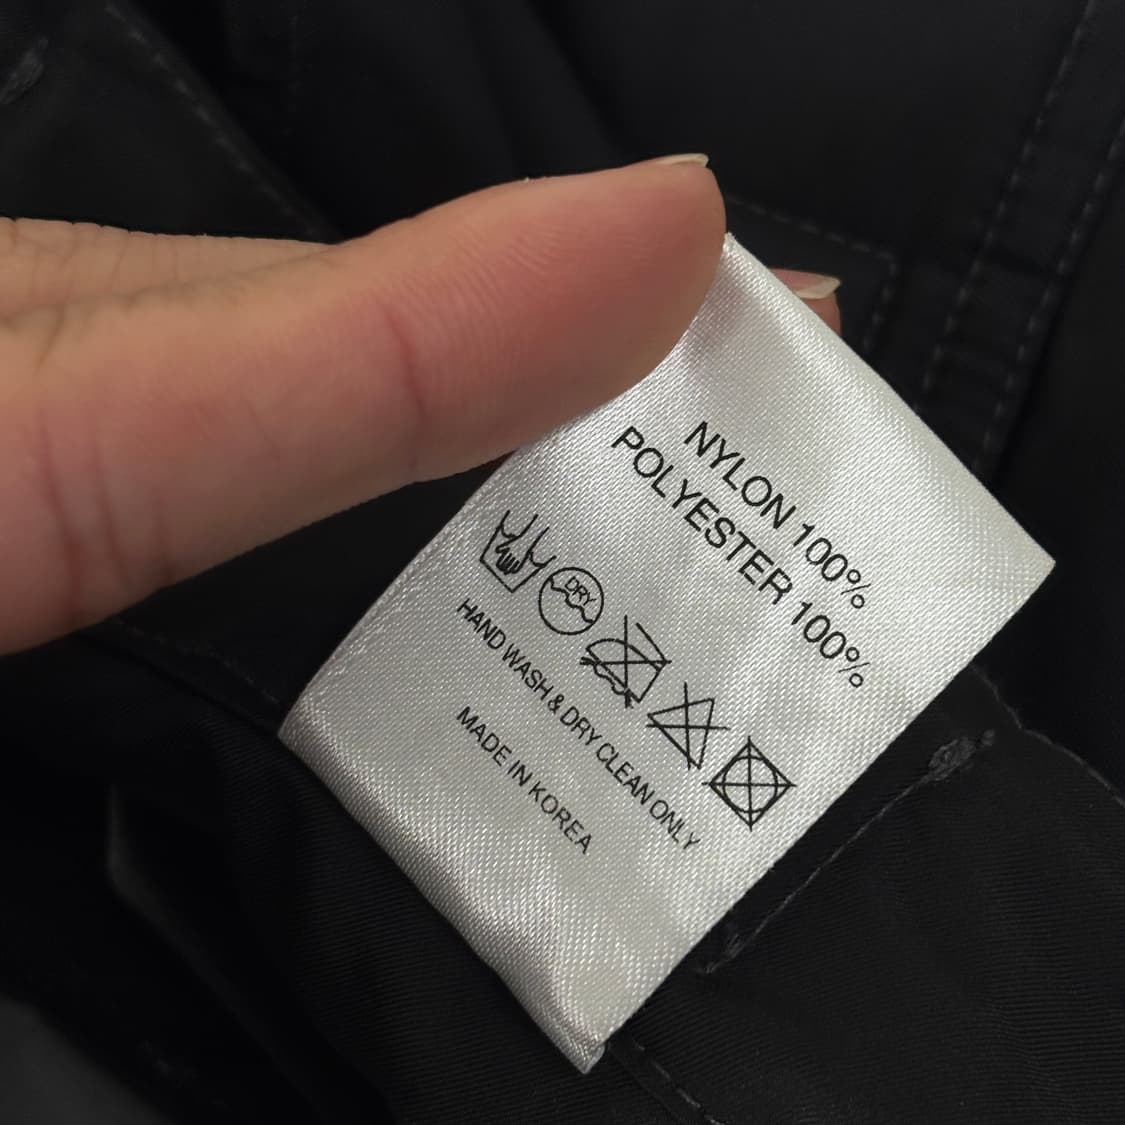 NYLON 100%
POLYESTER 100%
DRY
HAND WASH & DRY CLEAN ONLY
MADE IN KOREA